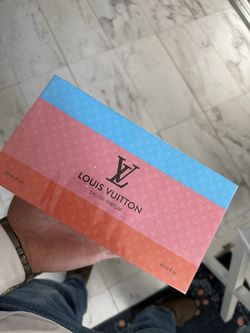 LV
LOUIS VUITTON
EAU DE PARFUM